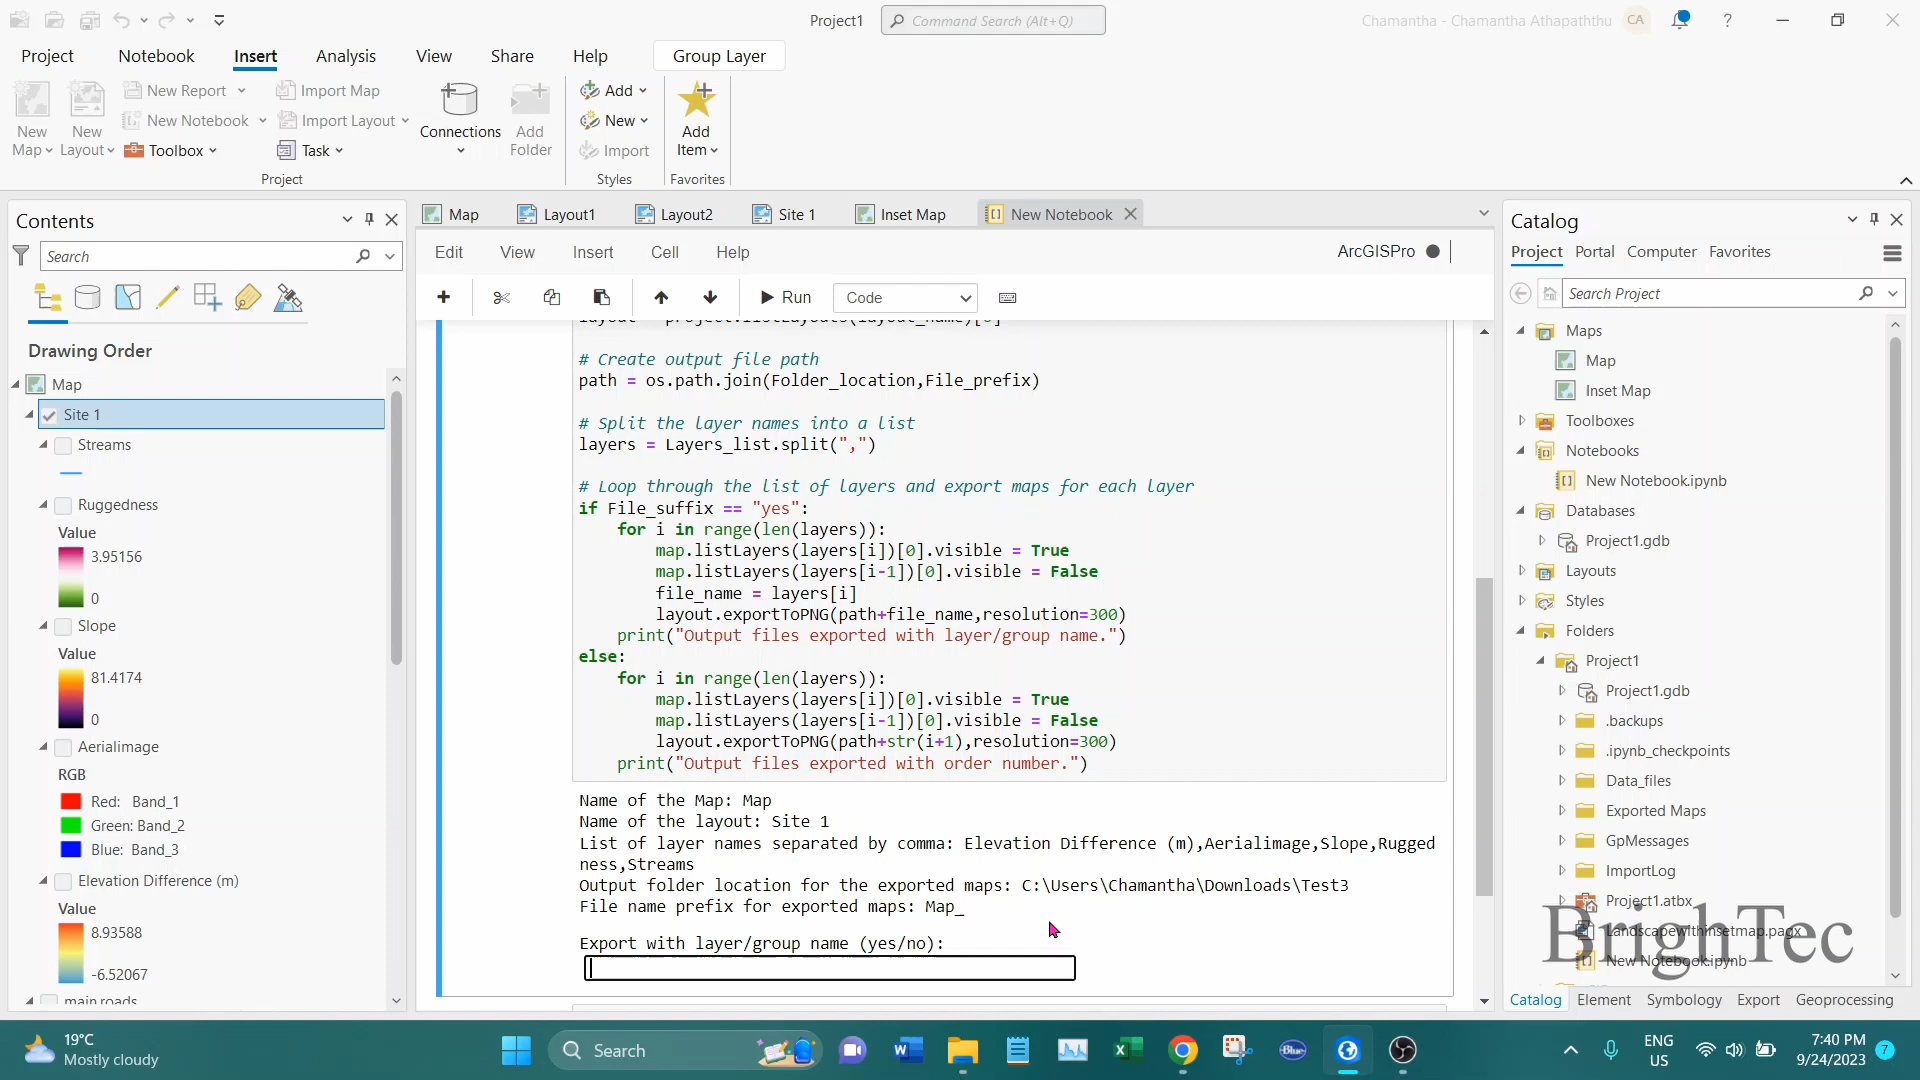 Project1
Command Search (Alt+Q)
Chamantha - Chamantha Athapaththu
CA
?
Project
Notebook
Insert
Analysis
View
Share
Help
Group Layer
New Map
New Layout
New Report
New Notebook
Toolbox
Import Map
Import Layout
Task
Connections
Add Folder
Add
New
Import
Add Item
Project
Styles
Favorites
Contents
Search
Drawing Order
Map
Site 1
Streams
Ruggedness
Value
3.95156
0
Slope
Value
81.4174
0
Aerialimage
RGB
Red: Band_1
Green: Band_2
Blue: Band_3
Elevation Difference (m)
Value
8.93588
-6.52067
main roads
Map
Layout1
Layout2
Site 1
Inset Map
New Notebook
Edit
View
Insert
Cell
Help
ArcGISPro
Run
Code
layout = project.listLayouts(layout_name)[0]
# Create output file path
path = os.path.join(Folder_location,File_prefix)
# Split the layer names into a list
layers = Layers_list.split(",")
# Loop through the list of layers and export maps for each layer
if File_suffix == "yes":
for i in range(len(layers)):
map.listLayers(layers[i])[0].visible = True
map.listLayers(layers[i-1])[0].visible = False
file_name = layers[i]
layout.exportToPNG(path+file_name,resolution=300)
print("Output files exported with layer/group name.")
else:
for i in range(len(layers)):
map.listLayers(layers[i])[0].visible = True
map.listLayers(layers[i-1])[0].visible = False
layout.exportToPNG(path+str(i+1),resolution=300)
print("Output files exported with order number.")
Name of the Map: Map
Name of the layout: Site 1
List of layer names separated by comma: Elevation Difference (m),Aerialimage,Slope,Rugged
ness,Streams
Output folder location for the exported maps: C:\Users\Chamantha\Downloads\Test3
File name prefix for exported maps: Map_
Export with layer/group name (yes/no):
Catalog
Project
Portal
Computer
Favorites
Search Project
Maps
Map
Inset Map
Toolboxes
Notebooks
New Notebook.ipynb
Databases
Project1.gdb
Layouts
Styles
Folders
Project1
Project1.gdb
.backups
.ipynb_checkpoints
Data_files
Exported Maps
GpMessages
ImportLog
Project1.atbx
Landscapewithinsetmap.pagx
New Notebook.ipynb
BrighTec
Catalog
Element
Symbology
Export
Geoprocessing
19°C
Mostly cloudy
Search
Blue
ENG
US
7:40 PM
9/24/2023
7